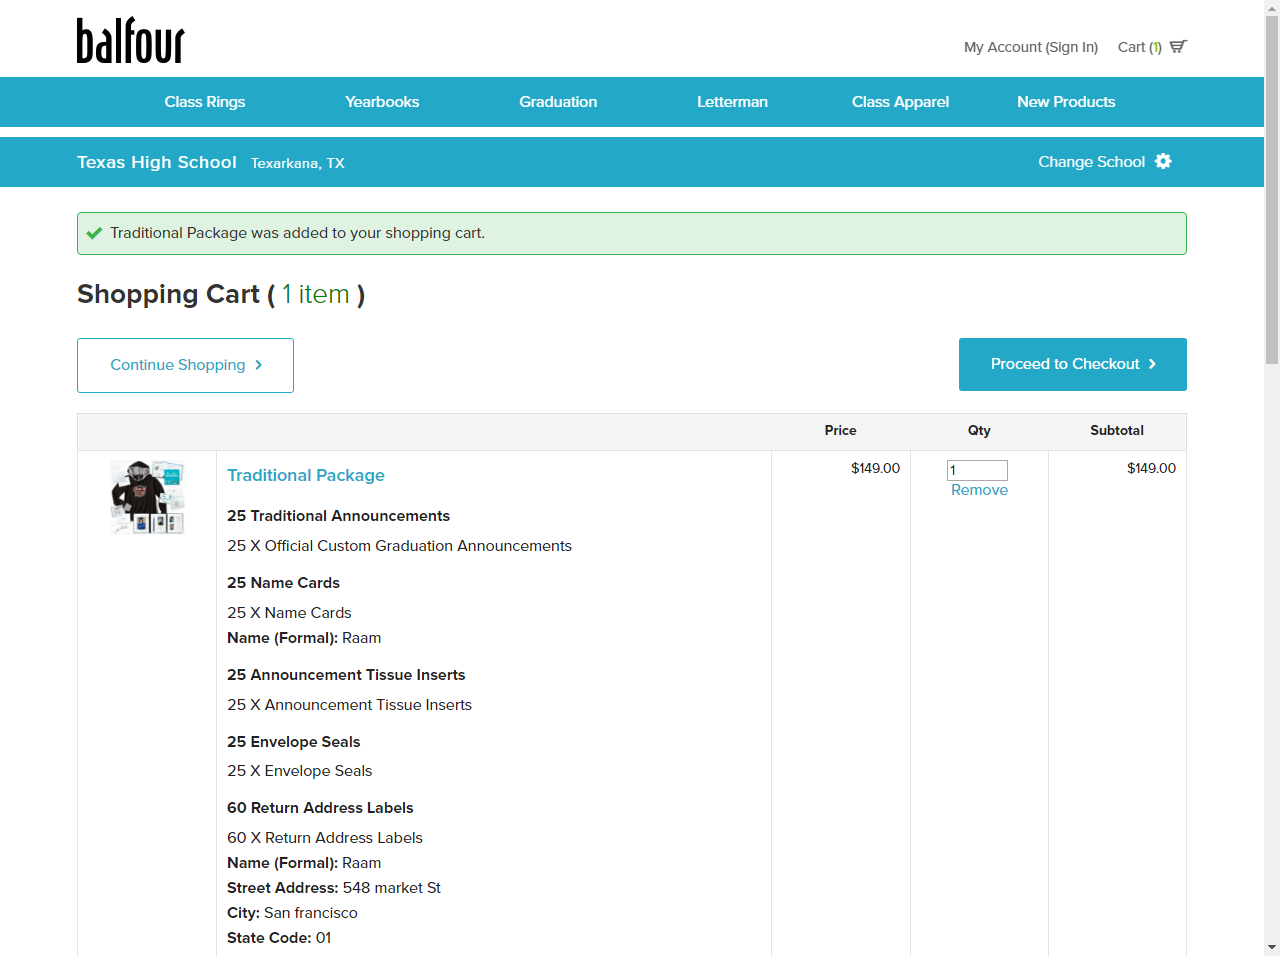 balfour
My Account (Sign In) Cart (1)
Class Rings Yearbooks Graduation Letterman Class Apparel New Products
Texas High School Texarkana, TX Change School
Traditional Package was added to your shopping cart.
Shopping Cart ( 1 item )
Continue Shopping Proceed to Checkout
Price Qty Subtotal
Traditional Package $149.00 1 $149.00
Remove
25 Traditional Announcements
25 X Official Custom Graduation Announcements
25 Name Cards
25 X Name Cards
Name (Formal): Raam
25 Announcement Tissue Inserts
25 X Announcement Tissue Inserts
25 Envelope Seals
25 X Envelope Seals
60 Return Address Labels
60 X Return Address Labels
Name (Formal): Raam
Street Address: 548 market St
City: San francisco
State Code: 01